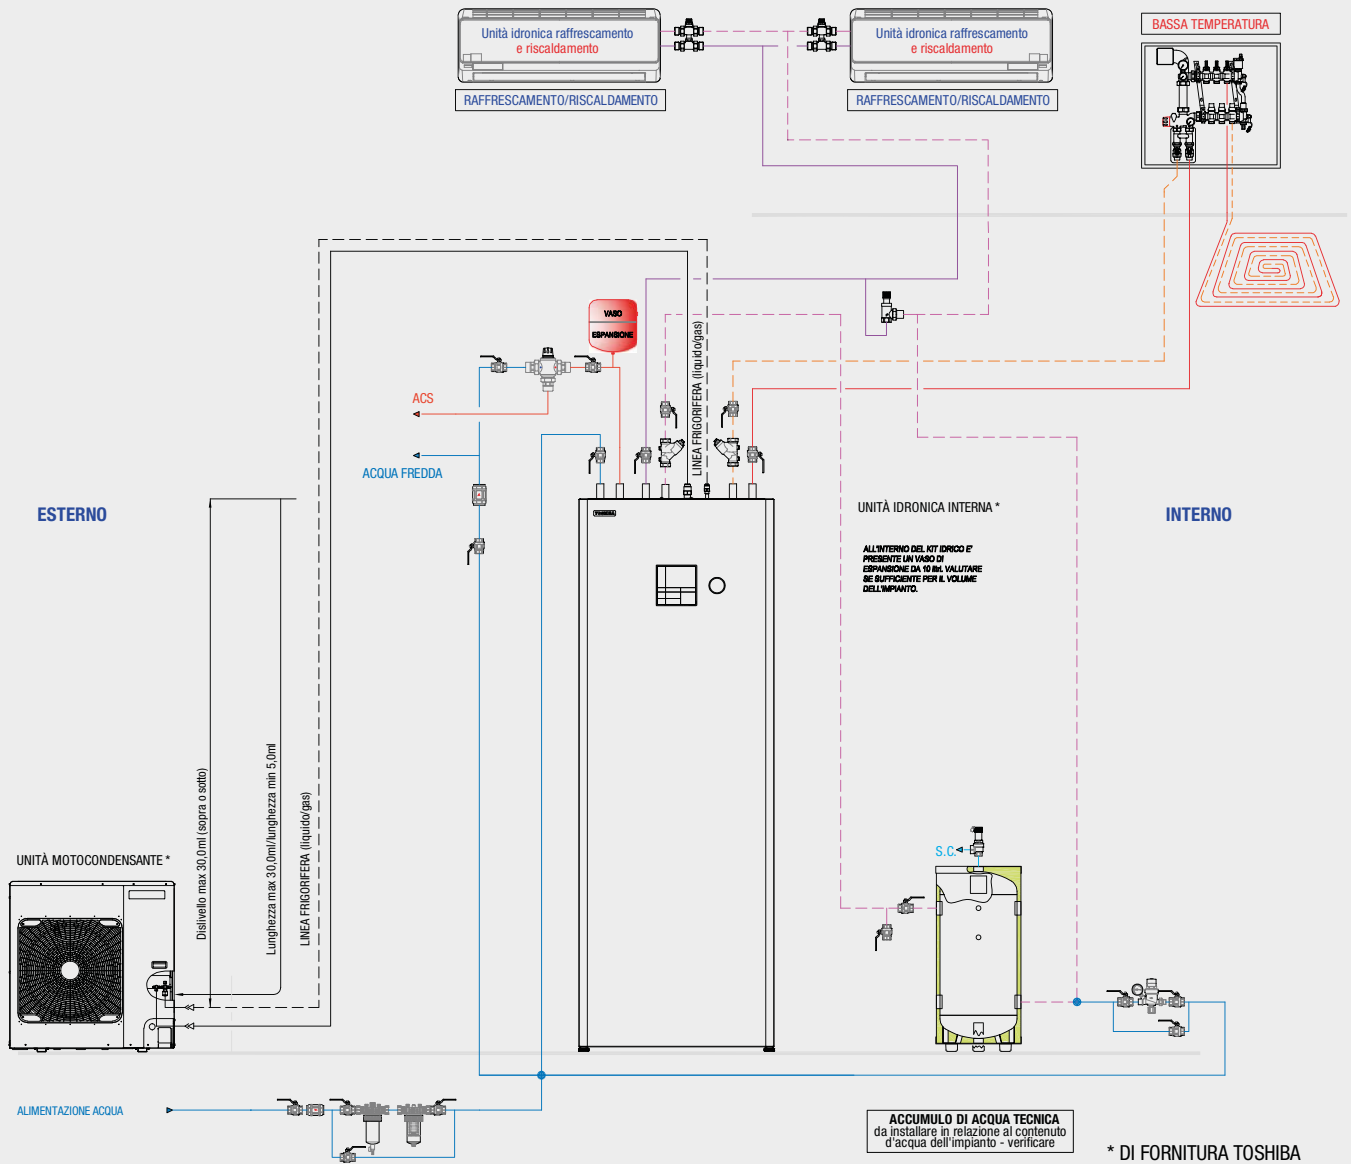 Unità idronica raffrescamento
e riscaldamento
RAFFRESCAMENTO/RISCALDAMENTO
Unità idronica raffrescamento
e riscaldamento
RAFFRESCAMENTO/RISCALDAMENTO
BASSA TEMPERATURA
VASO
ESPANSIONE
LINEA FRIGORIFERA (liquido/gas)
ACS
ACQUA FREDDA
ESTERNO
TOSHIBA
UNITÀ IDRONICA INTERNA *
INTERNO
ALL'INTERNO DEL KIT IDRICO E'
PRESENTE UN VASO DI
ESPANSIONE DA 10 litri. VALUTARE
SE SUFFICIENTE PER IL VOLUME
DELL'IMPIANTO.
Dislivello max 30,0ml (sopra o sotto)
Lunghezza max 30,0ml/lunghezza min 5,0ml
LINEA FRIGORIFERA (liquido/gas)
UNITÀ MOTOCONDENSANTE *
S.C.
ALIMENTAZIONE ACQUA
ACCUMULO DI ACQUA TECNICA
da installare in relazione al contenuto
d'acqua dell'impianto - verificare
* DI FORNITURA TOSHIBA